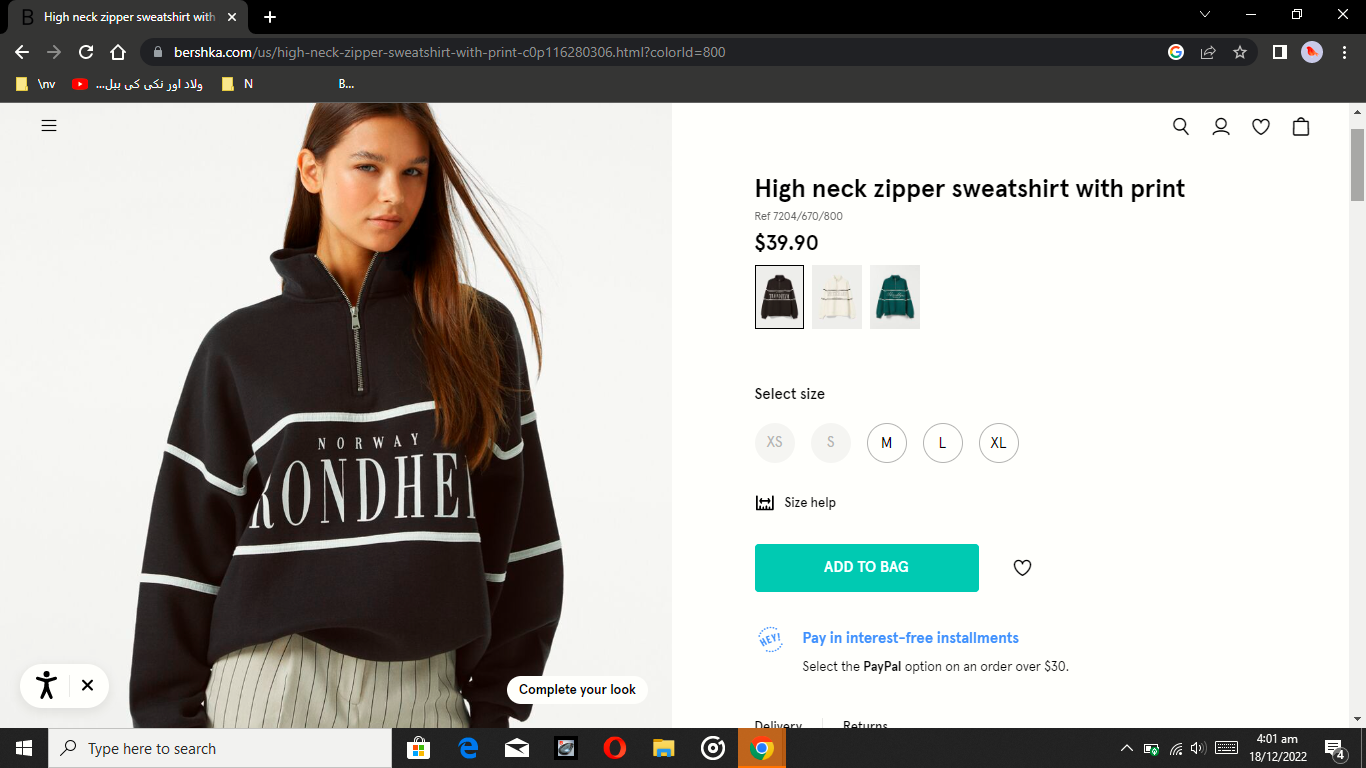 High neck zipper sweatshirt with
bershka.com/us/high-neck-zipper-sweatshirt-with-print-c0p116280306.html?colorId=800
\nv
ولاد اور نکی کی ببل...
N
B...
High neck zipper sweatshirt with print
Ref 7204/670/800
$39.90
NORWAY
RONDHEI
Select size
XS S M L XL
Size help
ADD TO BAG
HEY!
Pay in interest-free installments
Select the PayPal option on an order over $30.
Complete your look
Delivery Returns
Type here to search
4:01 am
18/12/2022
4